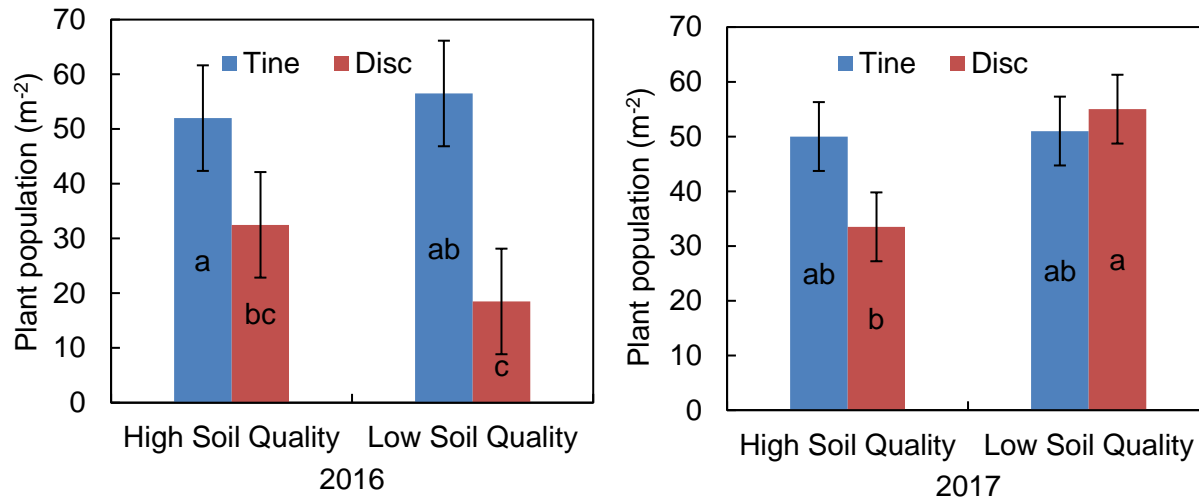 Plant population (m-2)
70
60
50
40
30
20
10
0
Tine Disc
a
bc
ab
c
High Soil Quality Low Soil Quality
2016
Plant population (m-2)
70
60
50
40
30
20
10
0
Tine Disc
ab
b
ab
a
High Soil Quality Low Soil Quality
2017